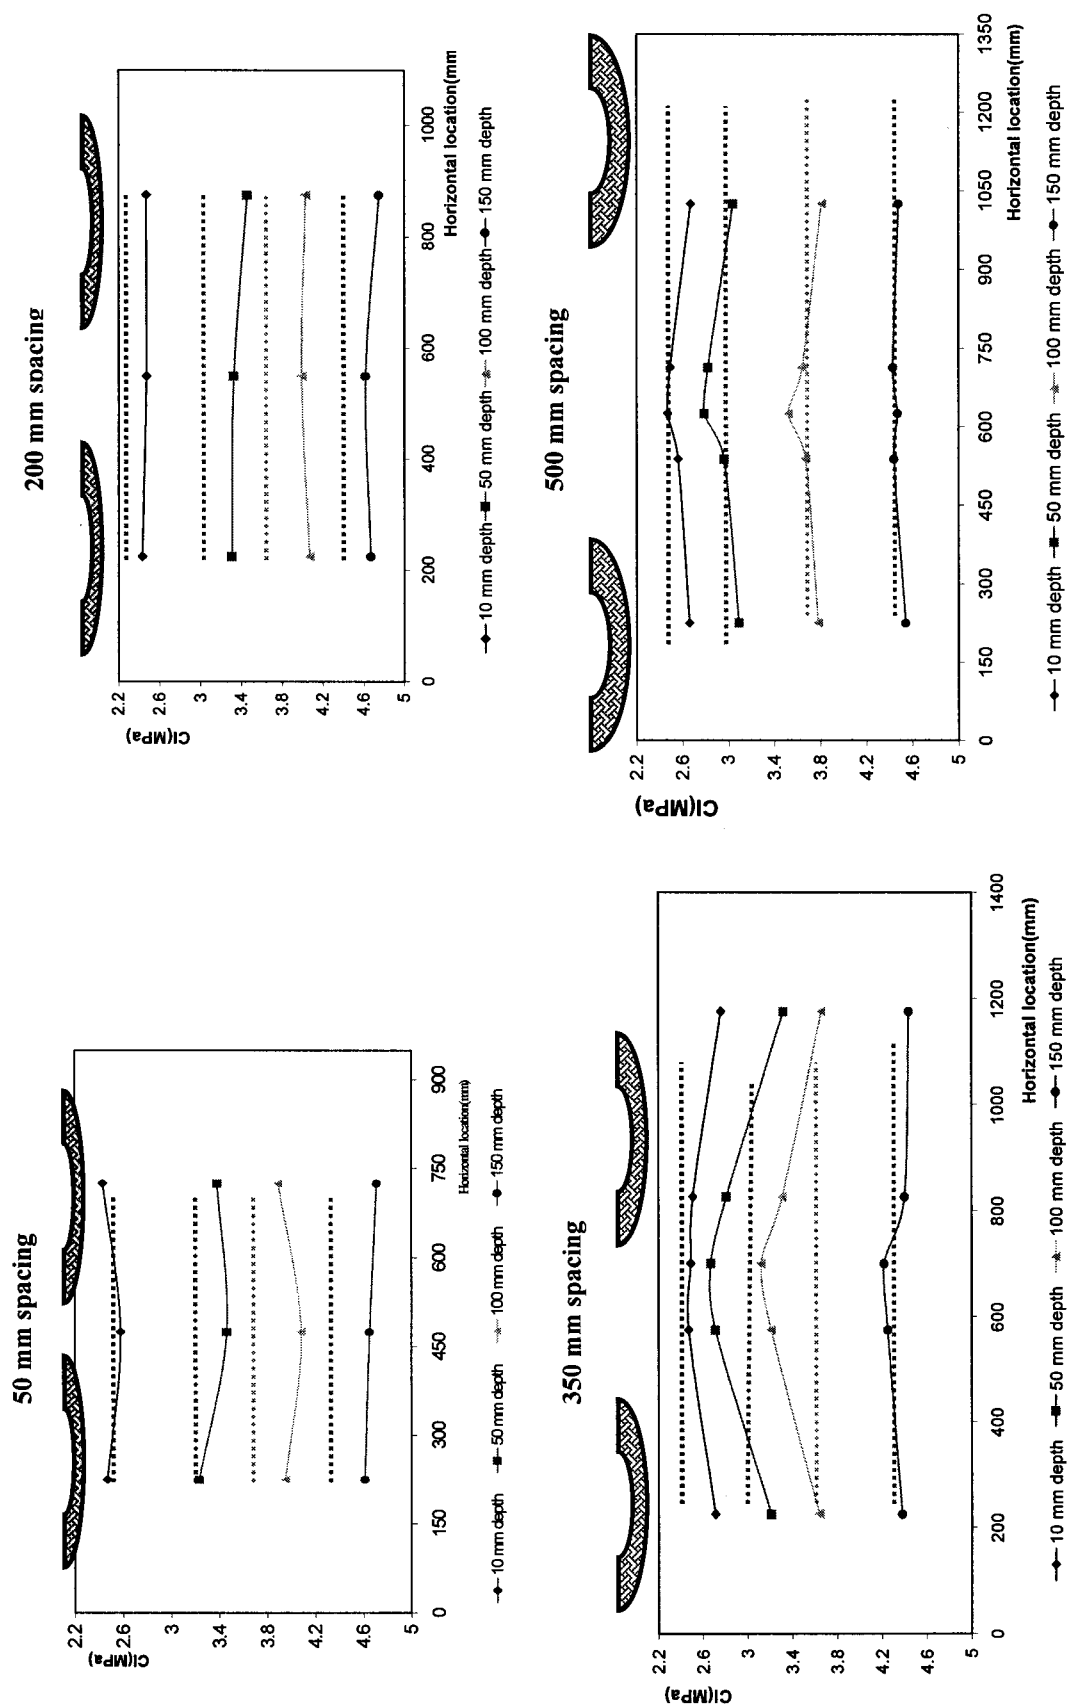 50 mm spacing
2.2
2.6
3
3.4
3.8
4.2
4.6
5
CI(MPa)
0
150
300
450
600
750
900
Horizontal location(mm)
10 mm depth
50 mm depth
100 mm depth
150 mm depth
200 mm spacing
2.2
2.6
3
3.4
3.8
4.2
4.6
5
CI(MPa)
0
200
400
600
800
1000
Horizontal location(mm
10 mm depth
50 mm depth
100 mm depth
150 mm depth
350 mm spacing
2.2
2.6
3
3.4
3.8
4.2
4.6
5
CI(MPa)
0
200
400
600
800
1000
1200
1400
Horizontal location(mm)
10 mm depth
50 mm depth
100 mm depth
150 mm depth
500 mm spacing
2.2
2.6
3
3.4
3.8
4.2
4.6
5
CI(MPa)
0
150
300
450
600
750
900
1050
1200
1350
Horizontal location(mm)
10 mm depth
50 mm depth
100 mm depth
150 mm depth